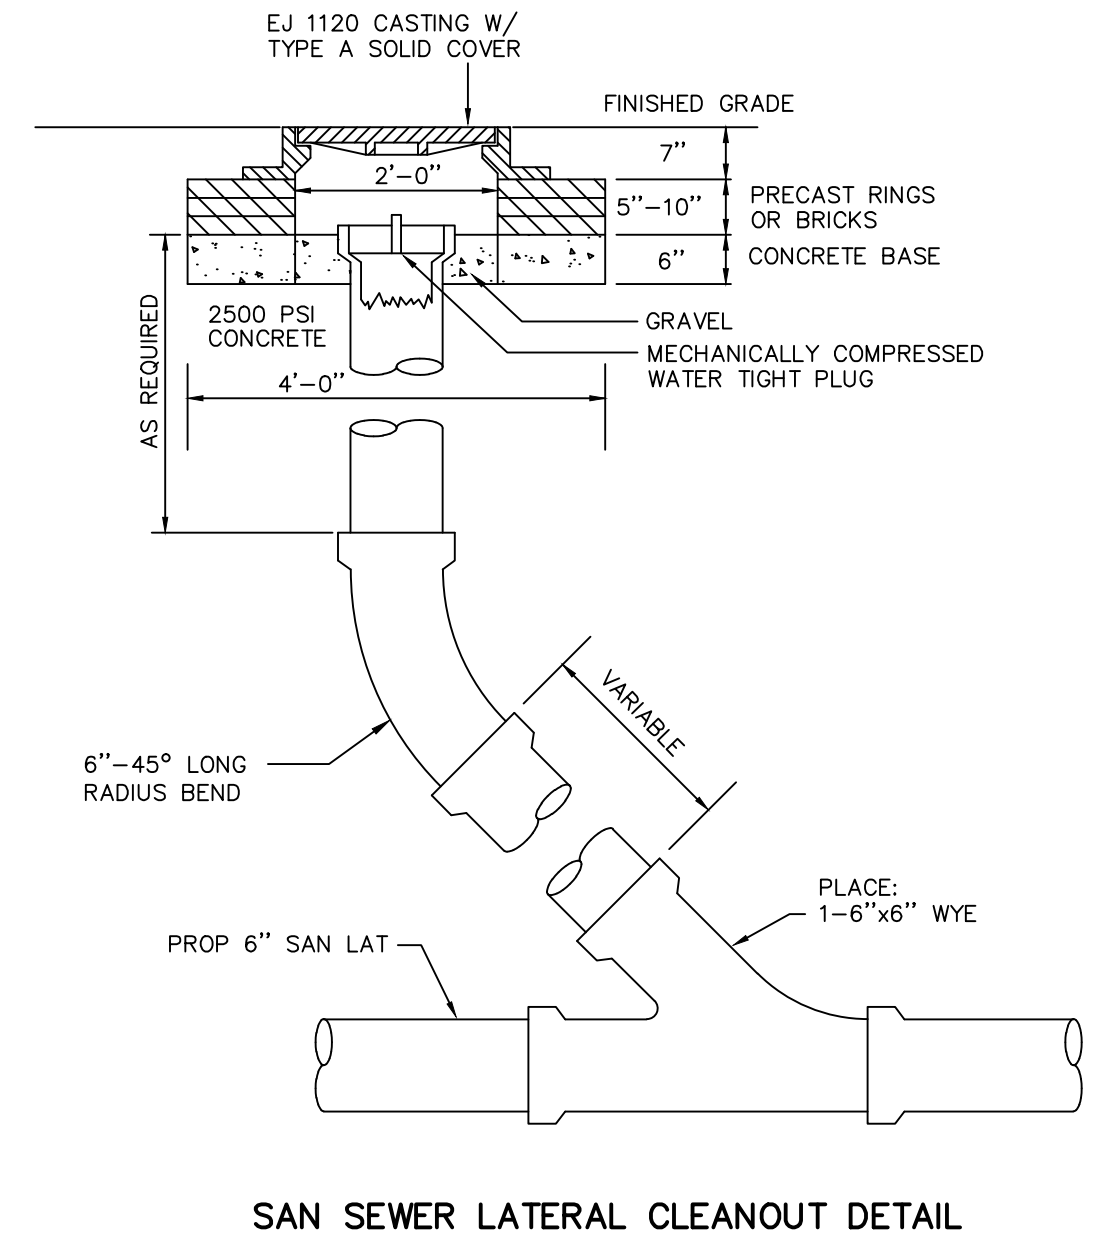 EJ 1120 CASTING W/
TYPE A SOLID COVER
FINISHED GRADE
7"
2'-0"
5"-10"
PRECAST RINGS
OR BRICKS
6"
CONCRETE BASE
2500 PSI
CONCRETE
GRAVEL
MECHANICALLY COMPRESSED
WATER TIGHT PLUG
4'-0"
AS REQUIRED
VARIABLE
6"-45° LONG
RADIUS BEND
PLACE:
1-6"x6" WYE
PROP 6" SAN LAT
SAN SEWER LATERAL CLEANOUT DETAIL